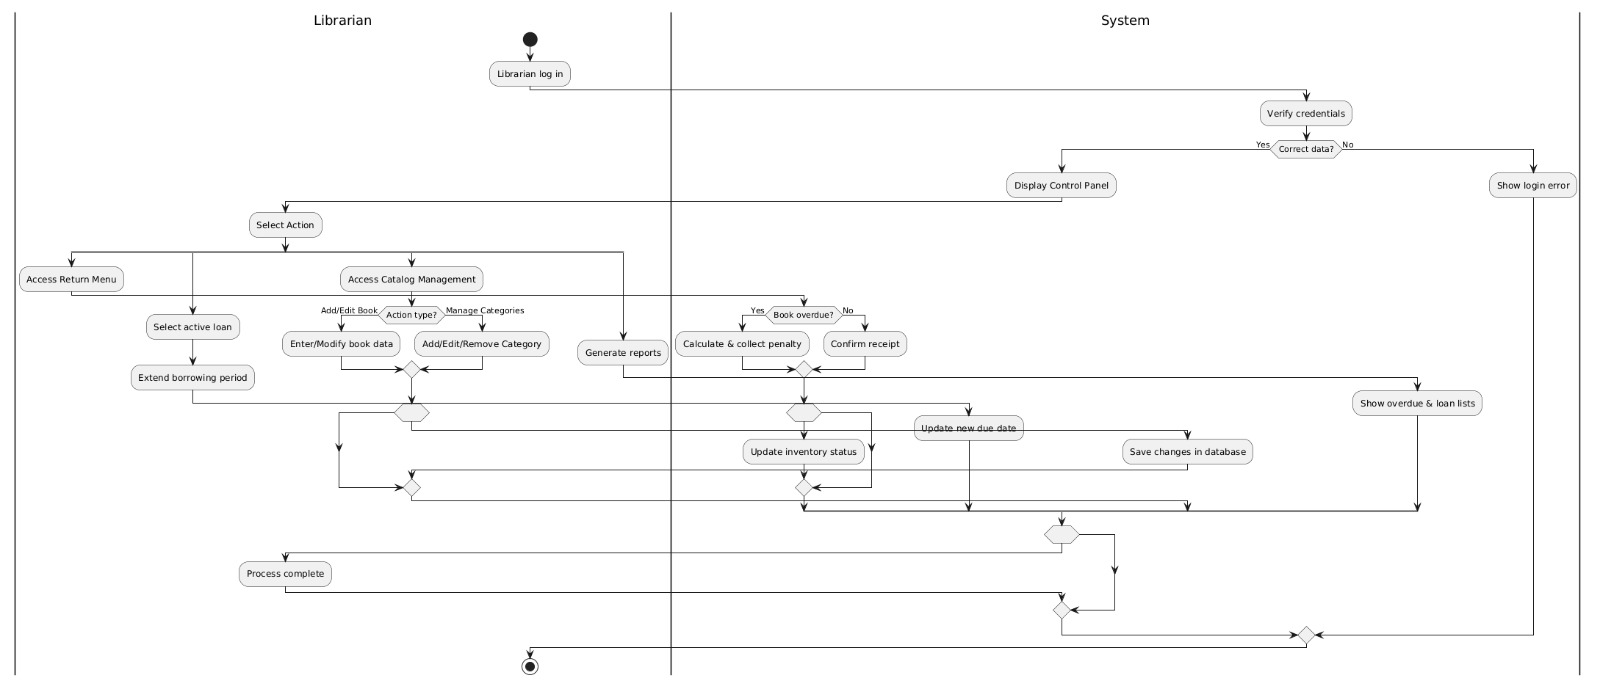 Librarian
System
Librarian log in
Verify credentials
Yes
Correct data?
No
Display Control Panel
Show login error
Select Action
Access Return Menu
Access Catalog Management
Add/Edit Book
Action type?
Manage Categories
Yes
Book overdue?
No
Select active loan
Enter/Modify book data
Add/Edit/Remove Category
Generate reports
Calculate & collect penalty
Confirm receipt
Extend borrowing period
Show overdue & loan lists
Update new due date
Update inventory status
Save changes in database
Process complete